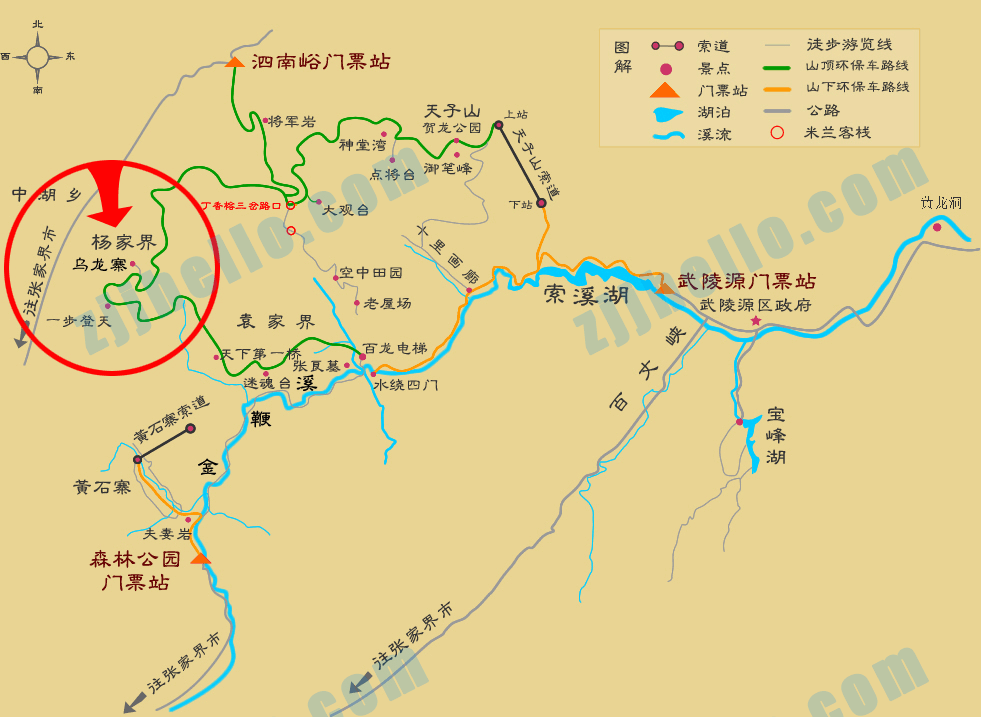 北
西
东
南
图
解
索道
景点
门票站
湖泊
溪流
徒步游览线
山顶环保车路线
山下环保车路线
公路
米兰客栈
泗南峪门票站
将军岩
天子山
贺龙公园
上站
神堂湾
点将台
御笔峰
天子山索道
下站
中湖乡
丁香榕三岔路口
大观台
黄龙洞
杨家界
乌龙寨
往张家界市
一步登天
十里画廊
空中田园
老屋场
索溪湖
武陵源门票站
武陵源区政府
袁家界
天下第一桥
百龙电梯
张良墓
迷魂台
水绕四门
金鞭溪
百丈峡
宝峰湖
黄石寨索道
黄石寨
夫妻岩
森林公园
门票站
往张家界市
往张家界市
zjjhello.com
zjjhello.com
com
com